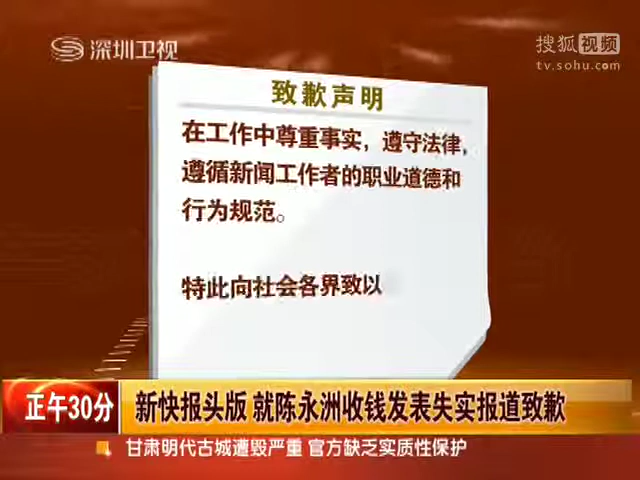 深圳卫视
搜狐视频
tv.sohu.com
致歉声明
在工作中尊重事实，遵守法律，
遵循新闻工作者的职业道德和
行为规范。
特此向社会各界致以
正午30分
新快报头版 就陈永洲收钱发表失实报道致歉
甘肃明代古城遭毁严重 官方缺乏实质性保护